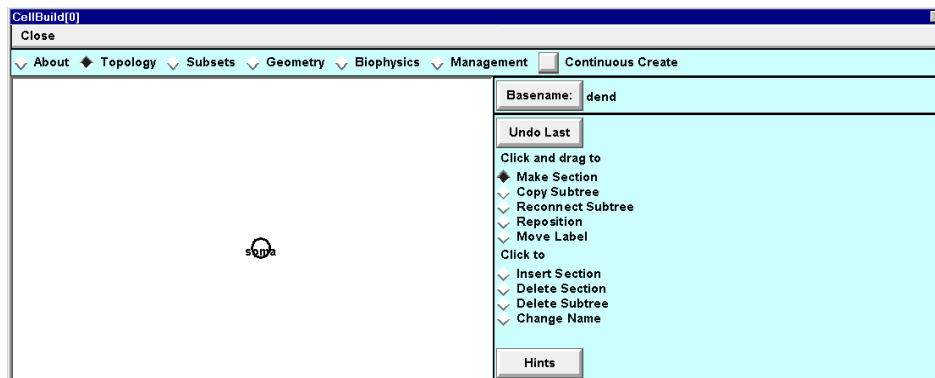 CellBuild[0]
Close
About Topology Subsets Geometry Biophysics Management Continuous Create
Basename: dend
Undo Last
Click and drag to
Make Section
Copy Subtree
Reconnect Subtree
Reposition
Move Label
soma
Click to
Insert Section
Delete Section
Delete Subtree
Change Name
Hints